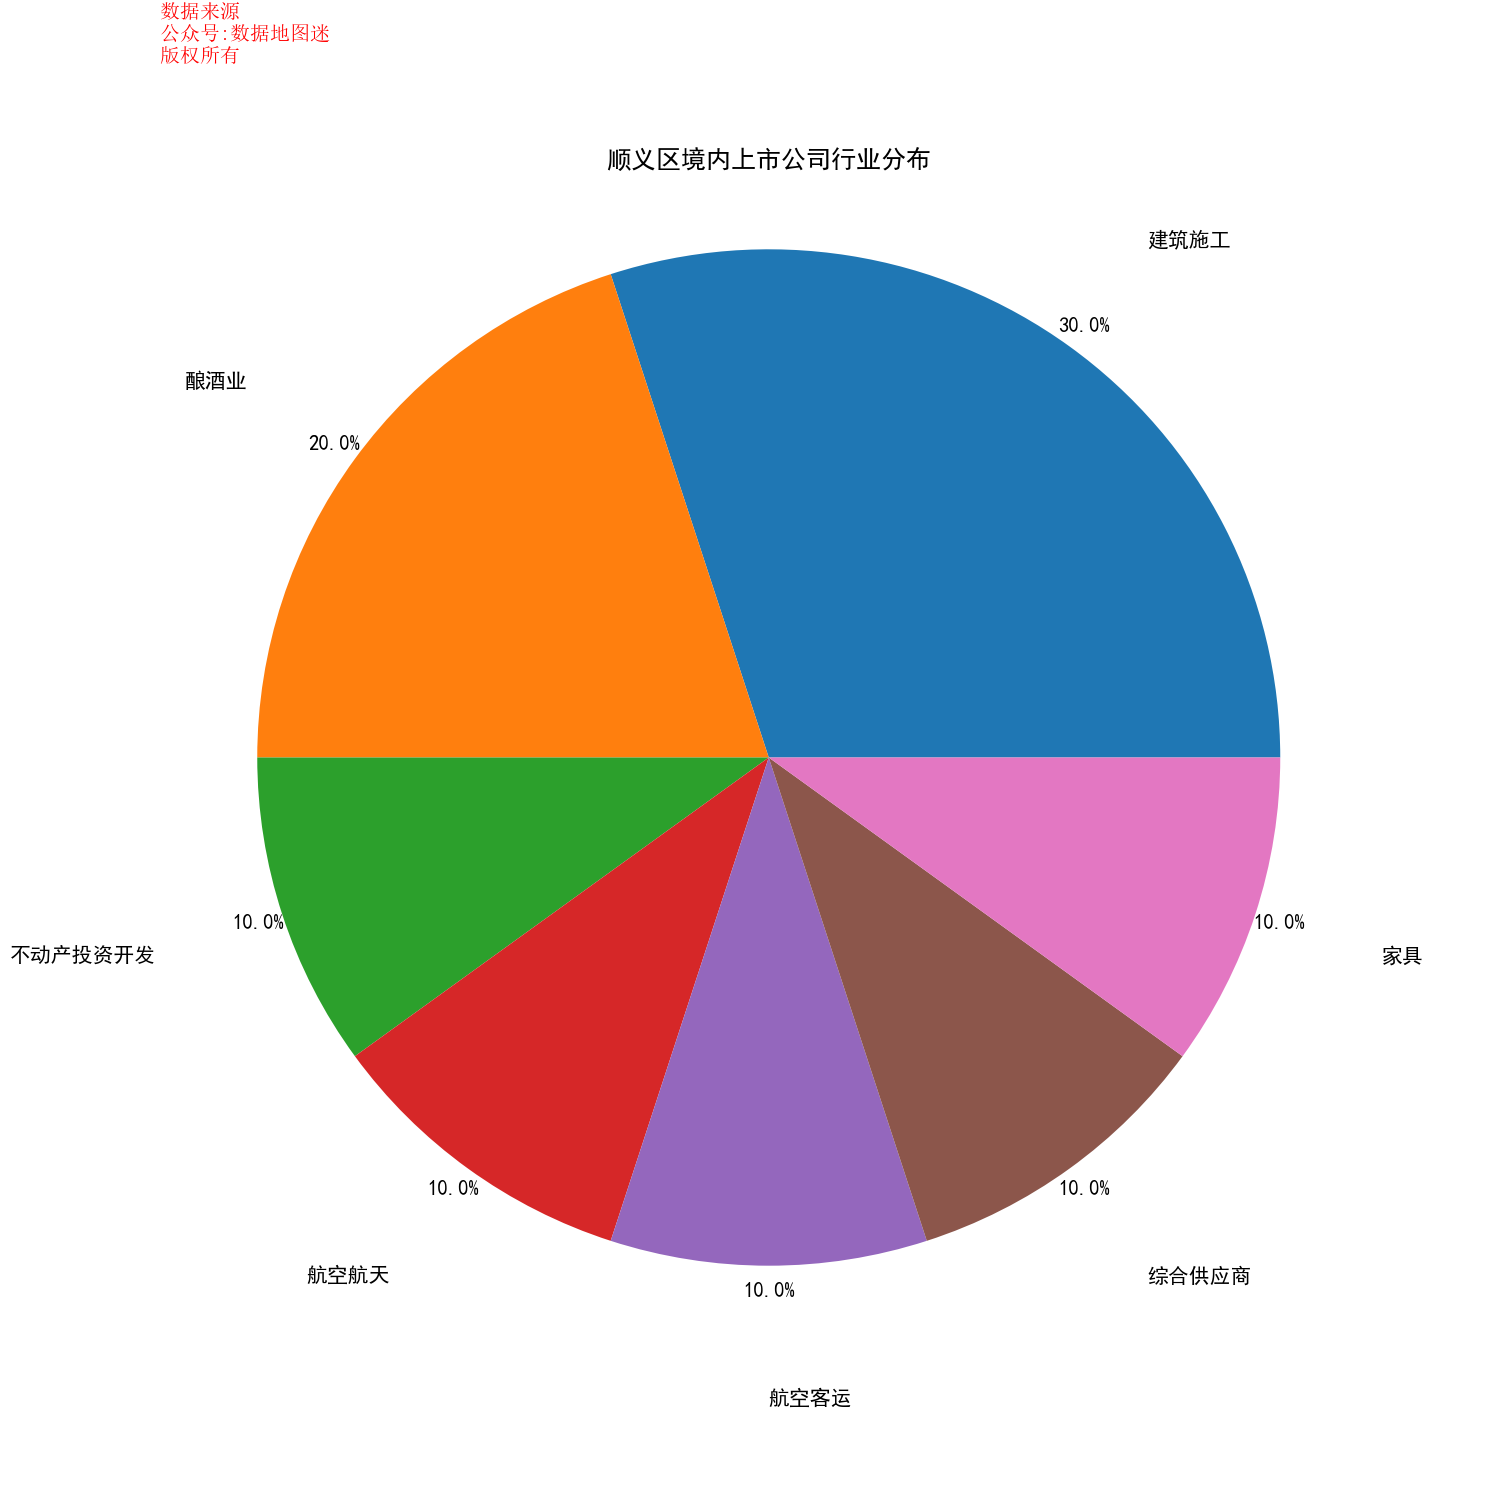 数据来源
公众号:数据地图迷
版权所有
顺义区境内上市公司行业分布
建筑施工
30.0%
酿酒业
20.0%
10.0%
不动产投资开发
10.0%
家具
10.0%
航空航天
10.0%
综合供应商
10.0%
航空客运